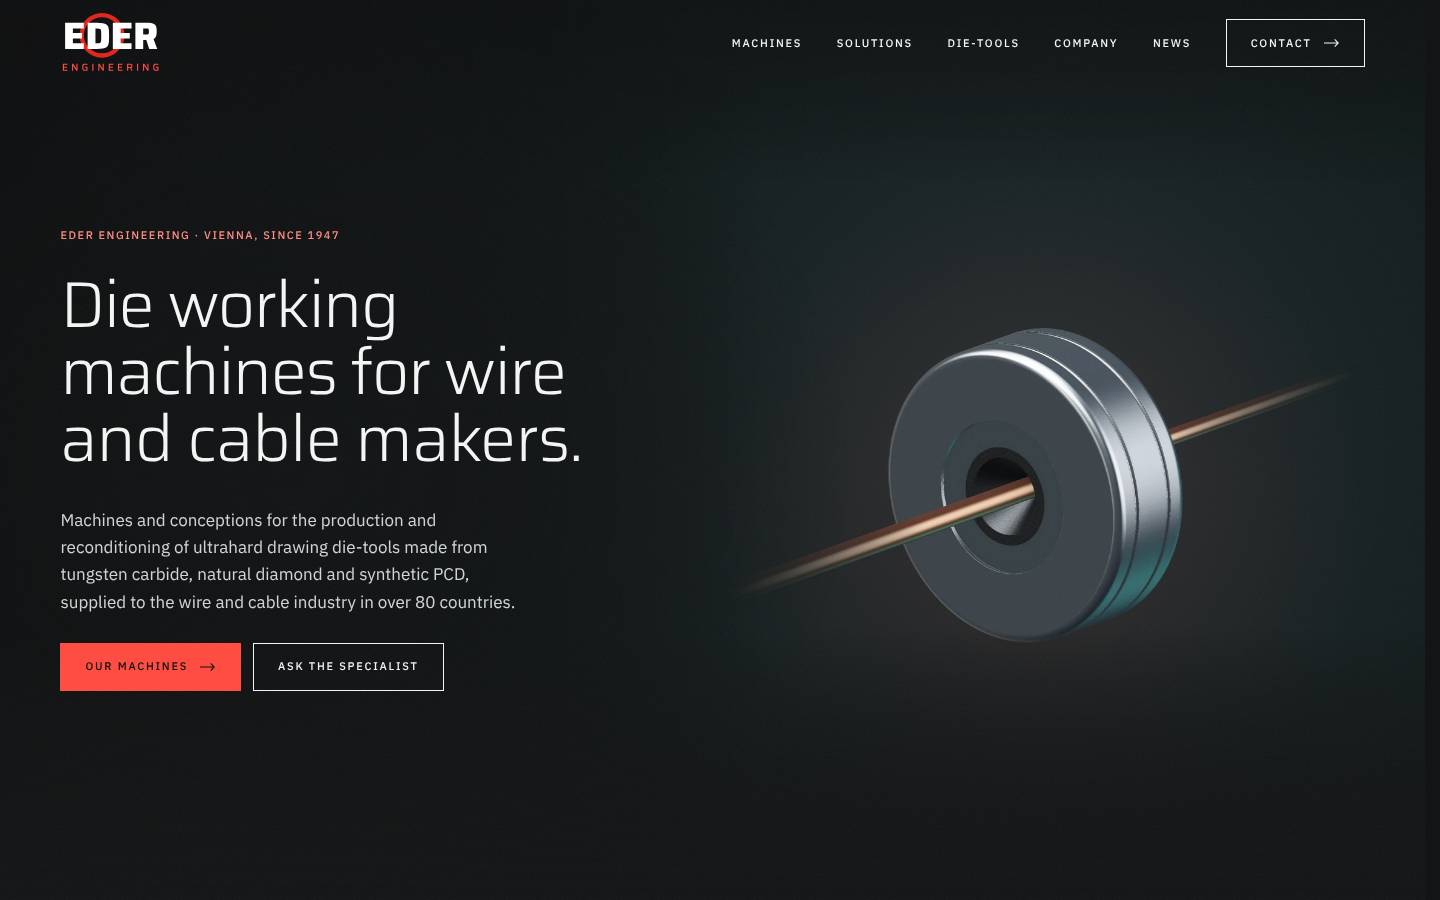 EDER
ENGINEERING
MACHINES
SOLUTIONS
DIE-TOOLS
COMPANY
NEWS
CONTACT
EDER ENGINEERING · VIENNA, SINCE 1947
Die working
machines for wire
and cable makers.
Machines and conceptions for the production and
reconditioning of ultrahard drawing die-tools made from
tungsten carbide, natural diamond and synthetic PCD,
supplied to the wire and cable industry in over 80 countries.
OUR MACHINES
ASK THE SPECIALIST